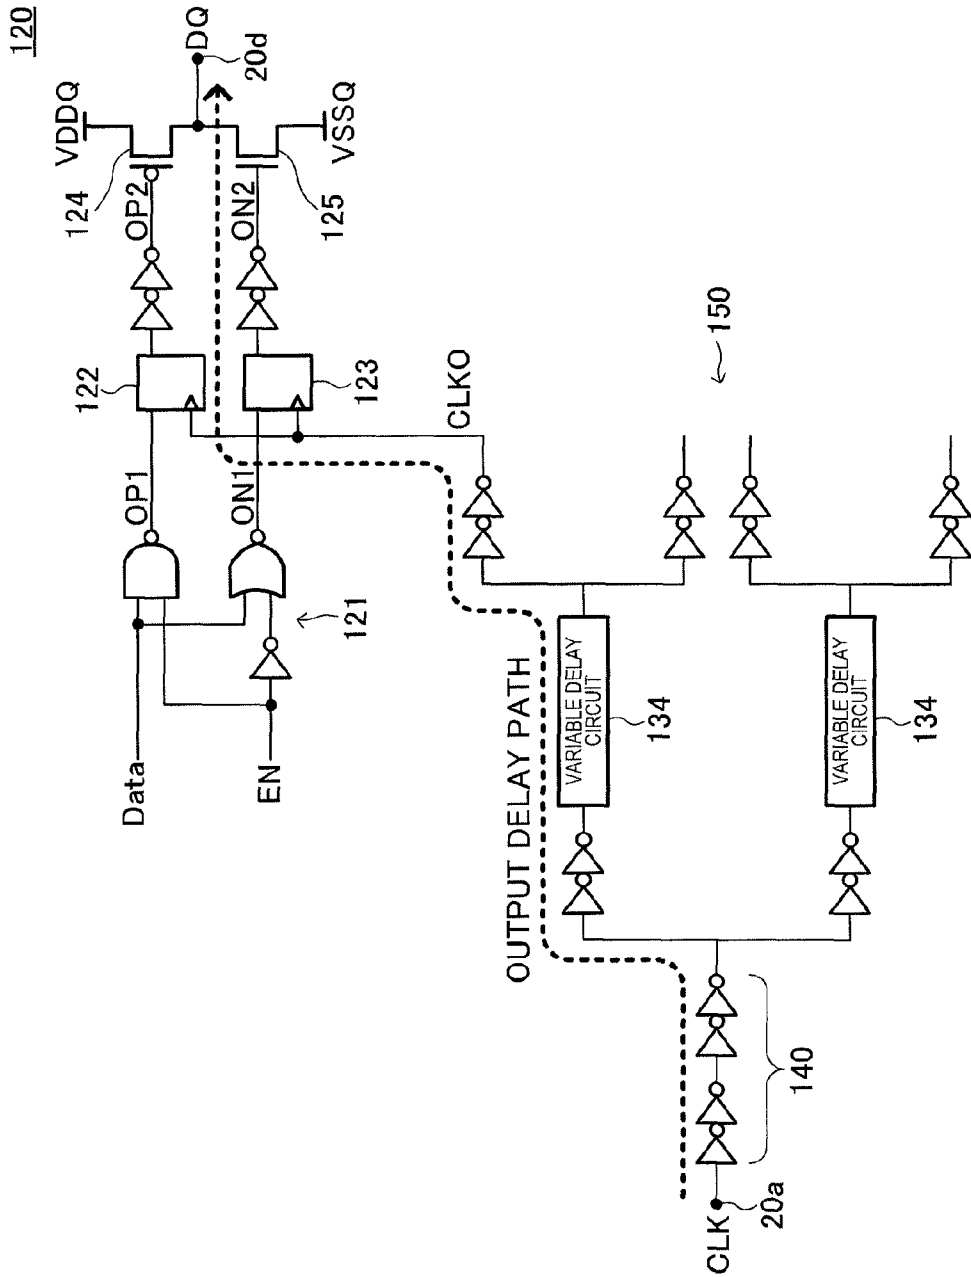 120
VDDQ
124
OP2
DQ
20d
ON2
125
VSSQ
122
123
OP1
ON1
CLKO
Data
EN
121
150
OUTPUT DELAY PATH
VARIABLE DELAY
CIRCUIT
134
VARIABLE DELAY
CIRCUIT
134
140
CLK
20a